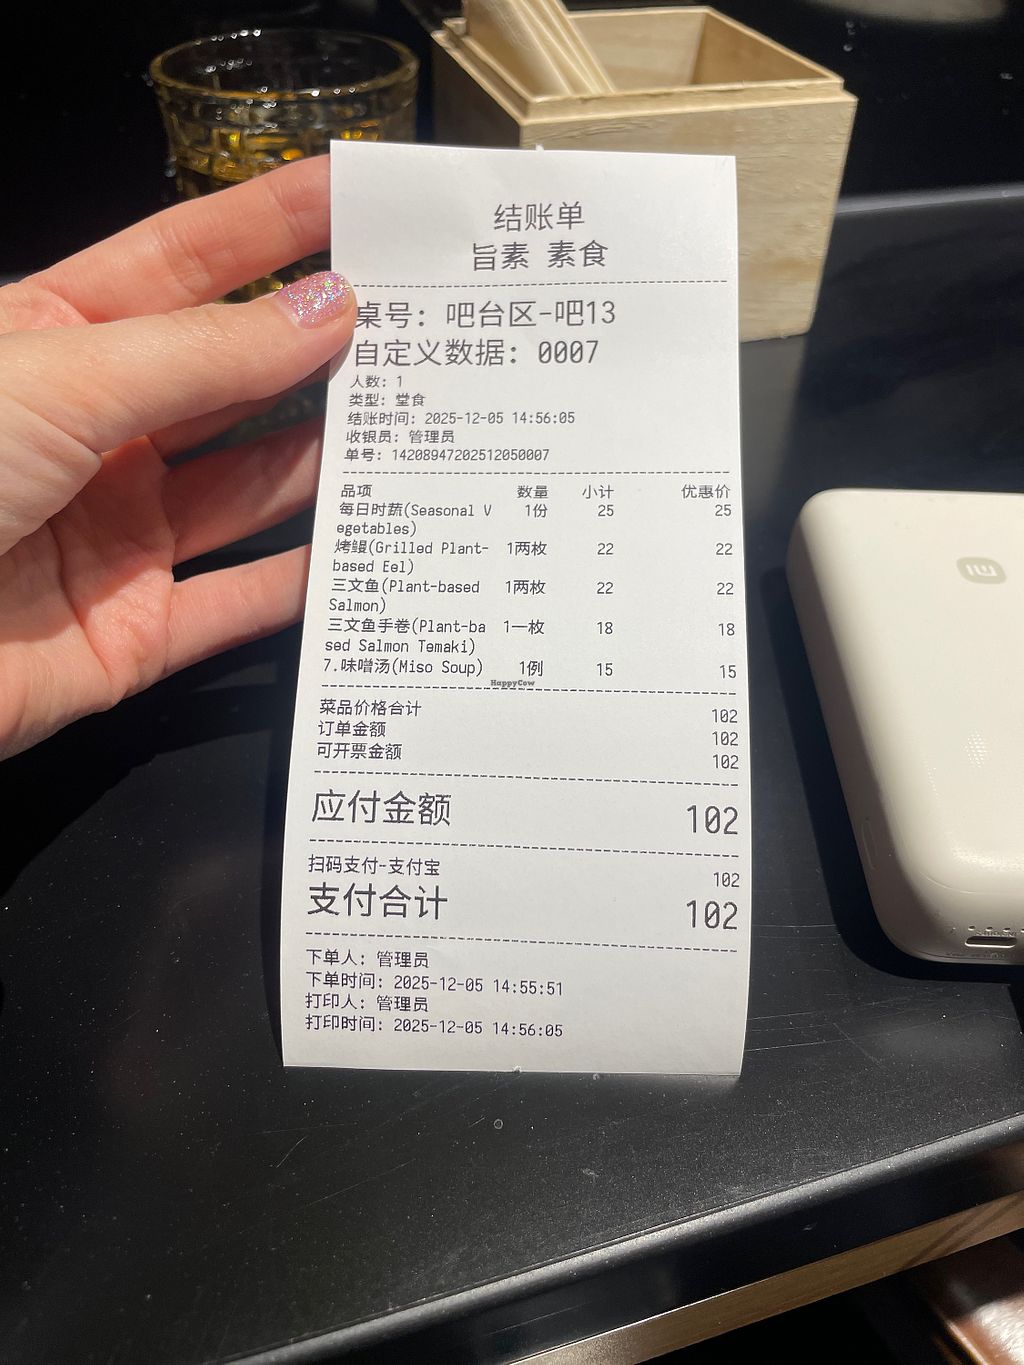 结账单
旨素 素食
桌号: 吧台区-吧13
自定义数据: 0007
人数: 1
类型: 堂食
结账时间: 2025-12-05 14:56:05
收银员: 管理员
单号: 14208947202512050007
品项 数量 小计 优惠价
每日时蔬(Seasonal V 1份 25 25
egetables)
烤鳗(Grilled Plant- 1两枚 22 22
based Eel)
三文鱼(Plant-based 1两枚 22 22
Salmon)
三文鱼手卷(Plant-ba 1一枚 18 18
sed Salmon Temaki)
7.味噌汤(Miso Soup) 1例 15 15
HappyCow
菜品价格合计 102
订单金额 102
可开票金额 102
应付金额 102
扫码支付-支付宝 102
支付合计 102
下单人: 管理员
下单时间: 2025-12-05 14:55:51
打印人: 管理员
打印时间: 2025-12-05 14:56:05
mi